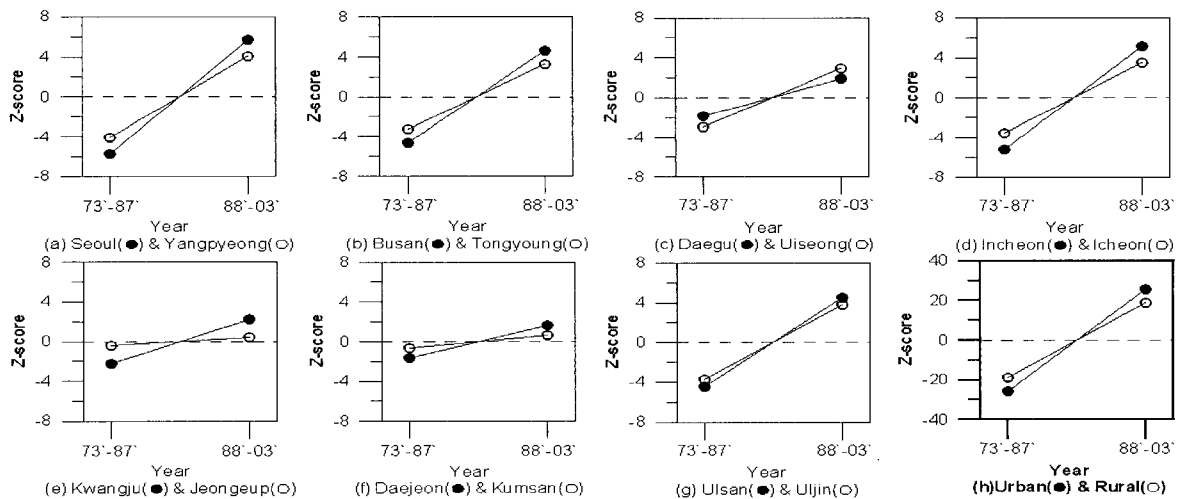 8
4
0
-4
-8
Z-score
73`-87`
88`-03`
Year
(a) Seoul(●) & Yangpyeong(○)
8
4
0
-4
-8
Z-score
73`-87`
88`-03`
Year
(b) Busan(●) & Tongyoung(○)
8
4
0
-4
-8
Z-score
73`-87`
88`-03`
Year
(c) Daegu(●) & Uiseong(○)
8
4
0
-4
-8
Z-score
73`-87`
88`-03`
Year
(d) Incheon(●) & Icheon(○)
8
4
0
-4
-8
Z-score
73`-87`
88`-03`
Year
(e) Kwangju(●) & Jeongeup(○)
8
4
0
-4
-8
Z-score
73`-87`
88`-03`
Year
(f) Daejeon(●) & Kumsan(○)
8
4
0
-4
-8
Z-score
73`-87`
88`-03`
Year
(g) Ulsan(●) & Uljin(○)
40
20
0
-20
-40
Z-score
73`-87`
88`-03`
Year
(h)Urban(●) & Rural(○)